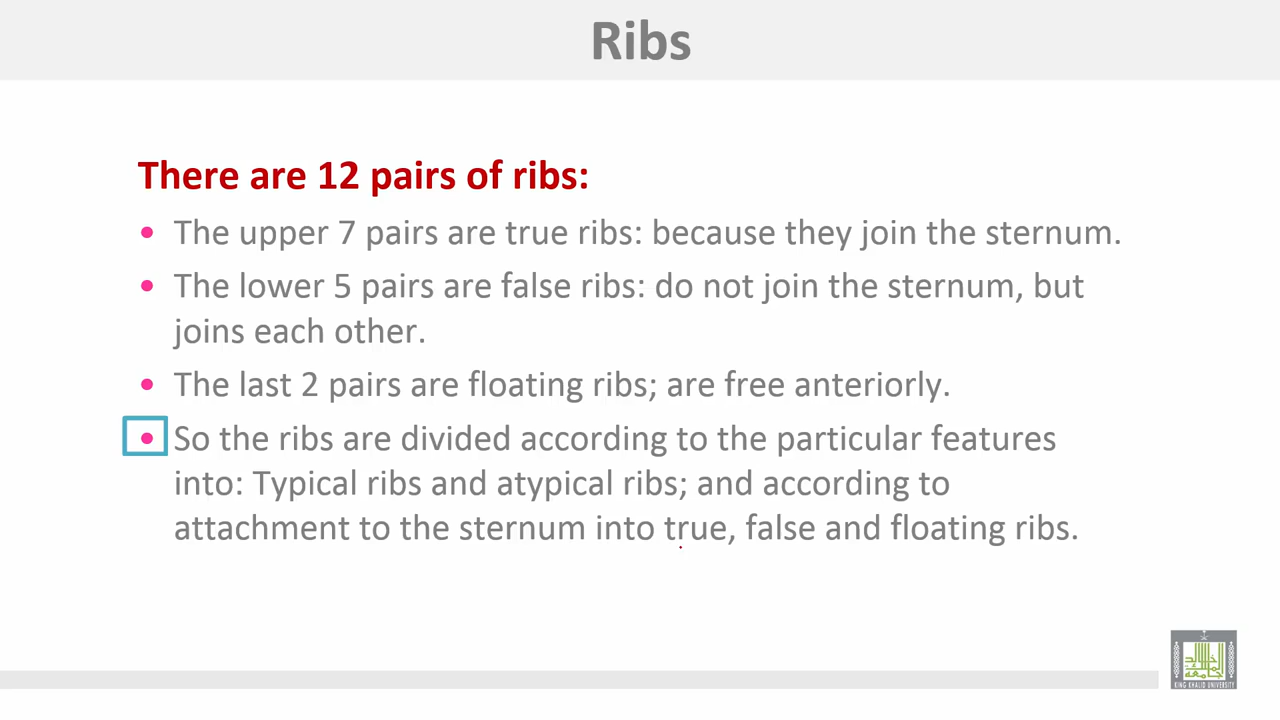 Ribs
There are 12 pairs of ribs:
• The upper 7 pairs are true ribs: because they join the sternum.
• The lower 5 pairs are false ribs: do not join the sternum, but
joins each other.
• The last 2 pairs are floating ribs; are free anteriorly.
• So the ribs are divided according to the particular features
into: Typical ribs and atypical ribs; and according to
attachment to the sternum into true, false and floating ribs.
KING KHALID UNIVERSITY